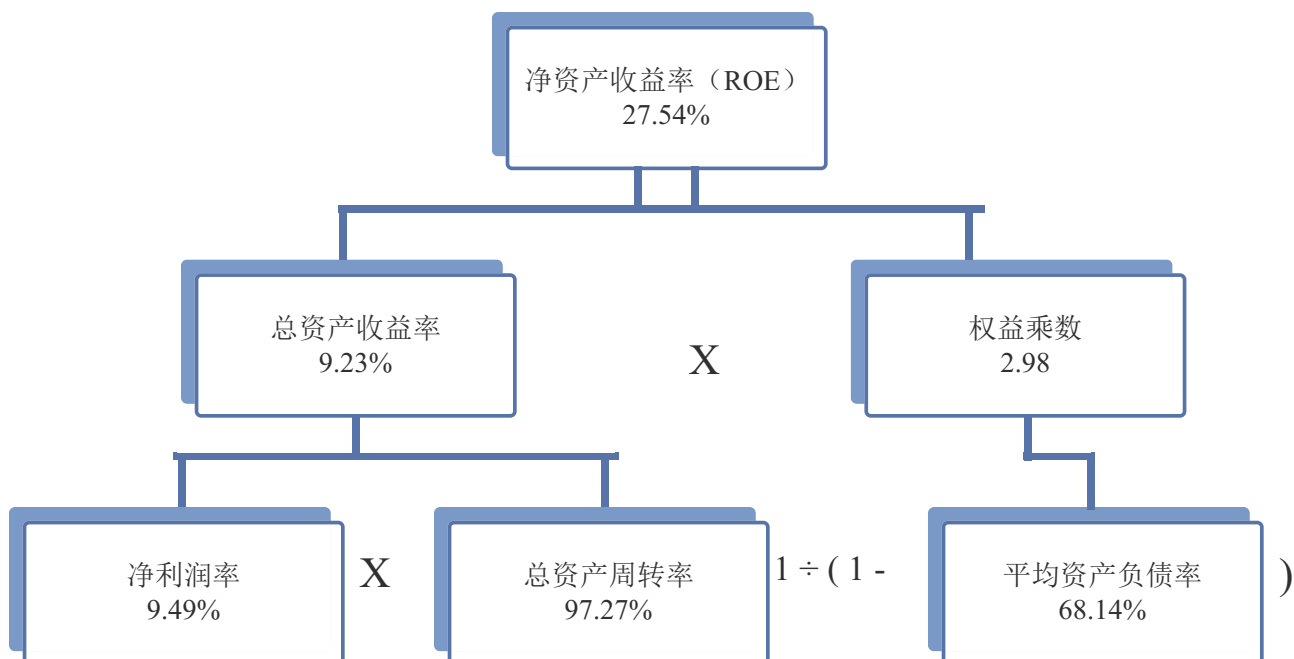 净资产收益率（ROE）
27.54%
总资产收益率
9.23%
X
权益乘数
2.98
净利润率
9.49%
X
总资产周转率
97.27%
1 ÷ ( 1 -
平均资产负债率
68.14%
)